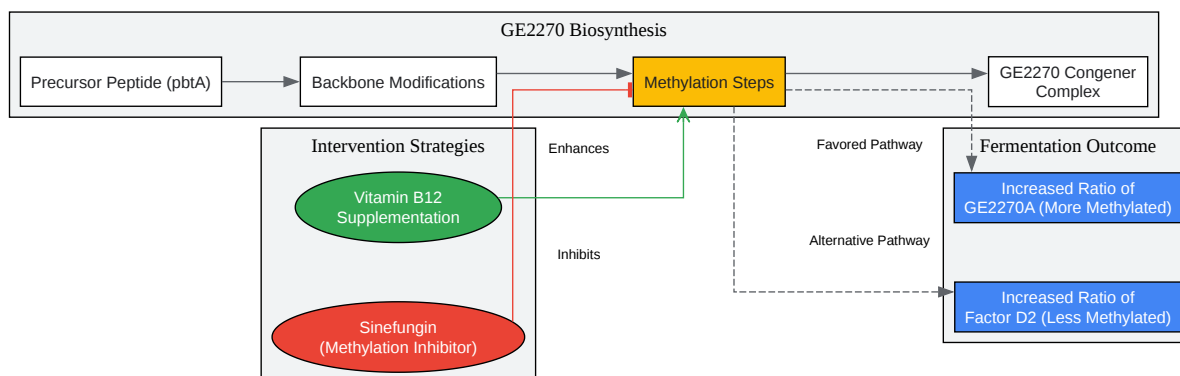 GE2270 Biosynthesis
Precursor Peptide (pbtA)
Backbone Modifications
Methylation Steps
GE2270 Congener
Complex
Intervention Strategies
Enhances
Favored Pathway
Fermentation Outcome
Vitamin B12
Supplementation
Increased Ratio of
GE2270A (More Methylated)
Inhibits
Alternative Pathway
Sinefungin
(Methylation Inhibitor)
Increased Ratio of
Factor D2 (Less Methylated)